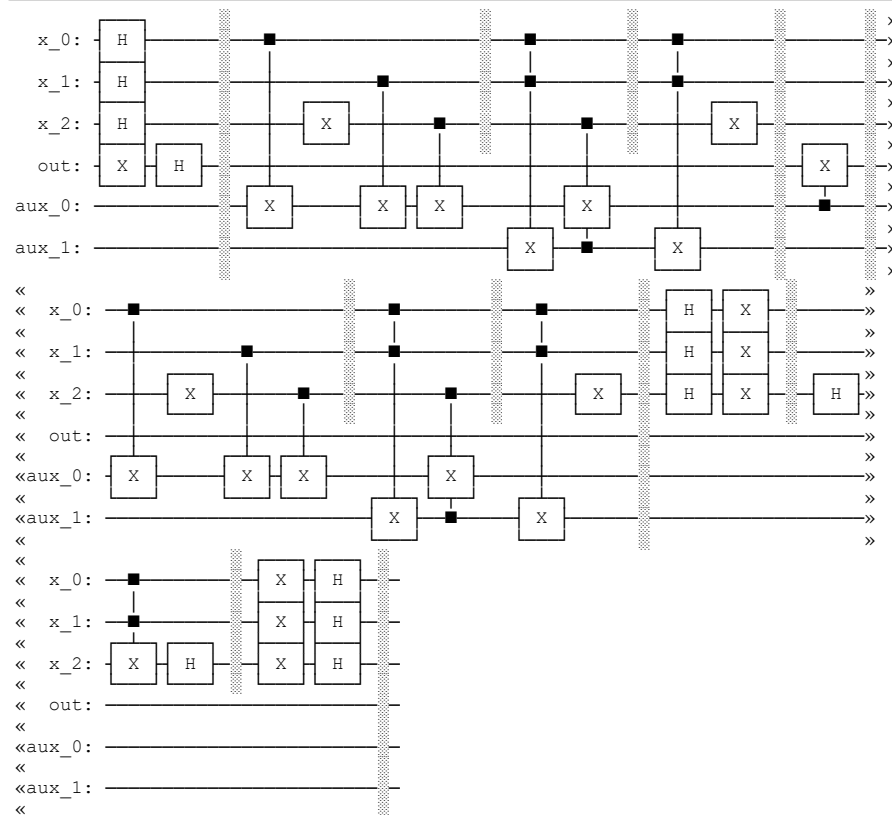 x_0: H »
x_1: H »
x_2: H X X »
out: X H X »
aux_0: X X X X »
aux_1: X X »
«
« x_0: H X »
« x_1: H X »
« x_2: X X H X H »
« out: »
«aux_0: X X X X »
«aux_1: X X »
«
« x_0: X H
« x_1: X H
« x_2: X H X H
« out:
«aux_0:
«aux_1:
«